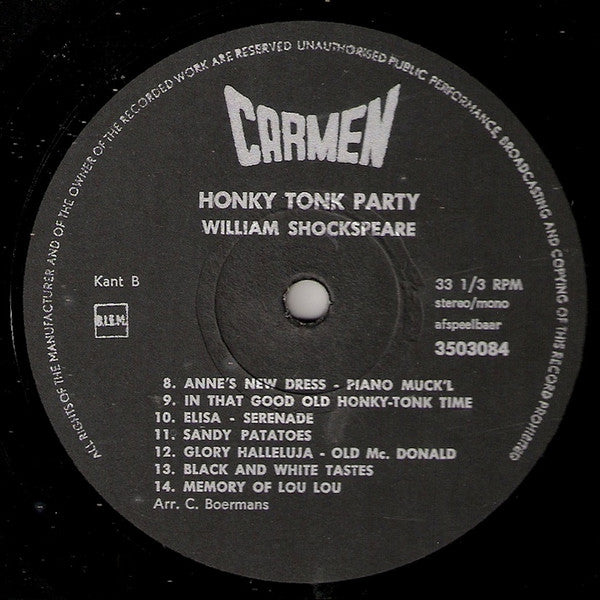 ALL RIGHTS OF THE MANUFACTURER AND OF THE OWNER OF THE RECORDED WORK ARE RESERVED UNAUTHORISED PUBLIC PERFORMANCE, BROADCASTING AND COPYING OF THIS RECORD PROHIBITED
CARMEN
HONKY TONK PARTY
WILLIAM SHOCKSPEARE
Kant B
B.I.E.M.
33 1/3 RPM
stereo/mono
afspeelbaar
3503084
8. ANNE'S NEW DRESS - PIANO MUCK'L
9. IN THAT GOOD OLD HONKY-TONK TIME
10. ELISA - SERENADE
11. SANDY PATATOES
12. GLORY HALLELUJA - OLD Mc. DONALD
13. BLACK AND WHITE TASTES
14. MEMORY OF LOU LOU
Arr. C. Boermans